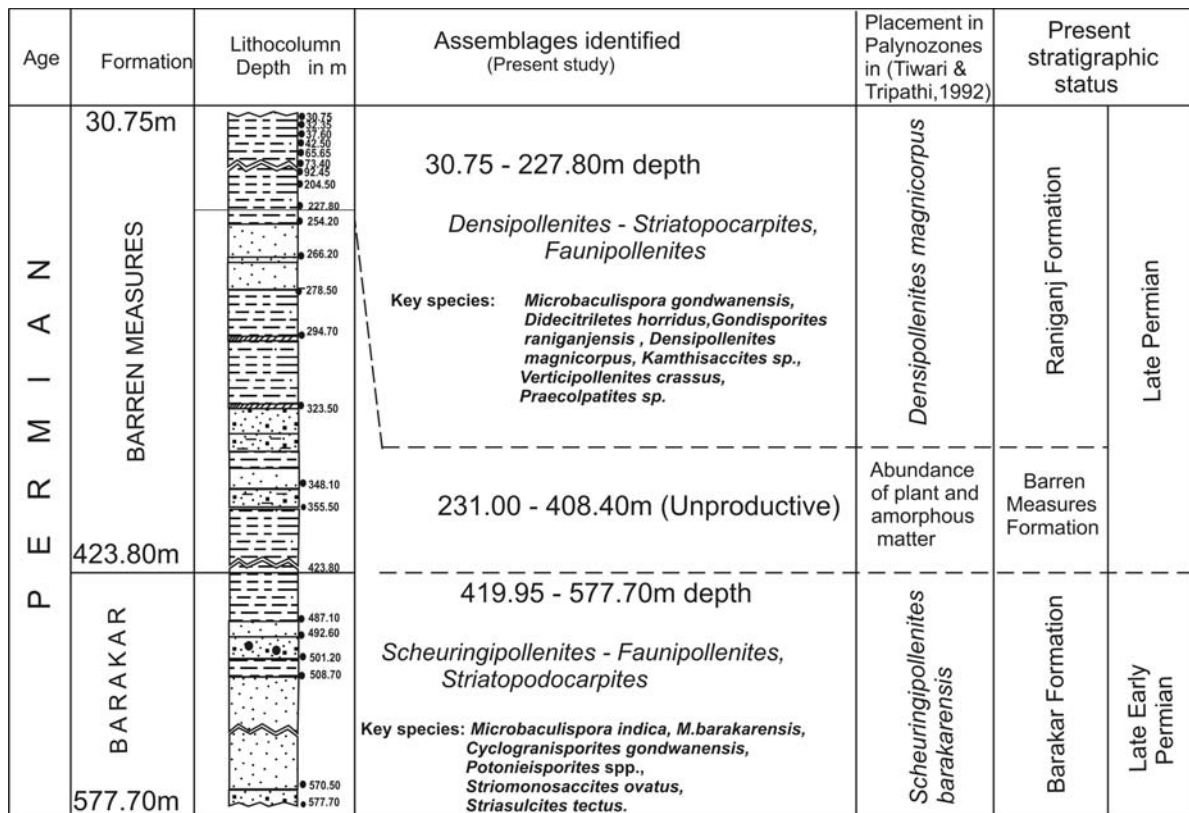 Age
Formation
Lithocolumn
Depth in m
Assemblages identified
(Present study)
Placement in
Palynozones
in (Tiwari &
Tripathi,1992)
Present
stratigraphic
status
PERMIAN
30.75m
BARREN MEASURES
423.80m
BARAKAR
577.70m
30.75
32.35
37.60
42.50
65.65
73.40
92.45
204.50
227.80
254.20
266.20
278.50
294.70
323.50
348.10
355.50
423.80
487.10
492.60
501.20
508.70
570.50
577.70
30.75 - 227.80m depth
Densipollenites - Striatopocarpites,
Faunipollenites
Key species: Microbaculispora gondwanensis,
Didecitriletes horridus,Gondisporites
raniganjensis , Densipollenites
magnicorpus, Kamthisaccites sp.,
Verticipollenites crassus,
Praecolpatites sp.
231.00 - 408.40m (Unproductive)
419.95 - 577.70m depth
Scheuringipollenites - Faunipollenites,
Striatopodocarpites
Key species: Microbaculispora indica, M.barakarensis,
Cyclogranisporites gondwanensis,
Potonieisporites spp.,
Striomonosaccites ovatus,
Striasulcites tectus.
Densipollenites magnicorpus
Abundance
of plant and
amorphous
matter
Scheuringipollenites
barakarensis
Raniganj Formation
Barren
Measures
Formation
Barakar Formation
Late Permian
Late Early
Permian